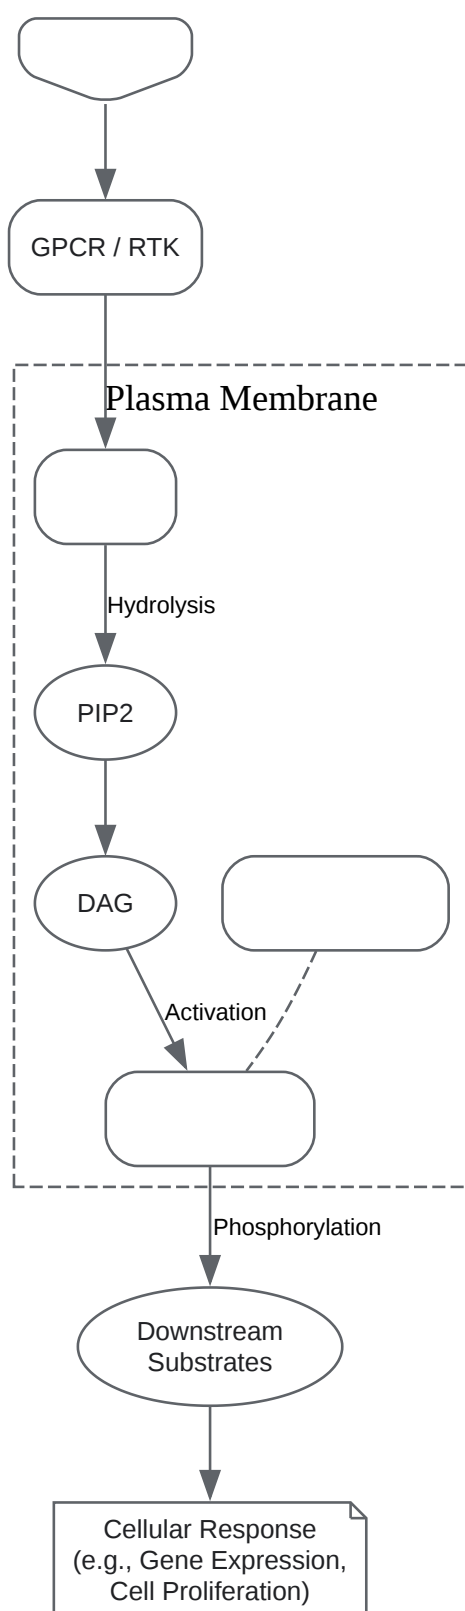 GPCR / RTK
Plasma Membrane
Hydrolysis
PIP2
DAG
Activation
Phosphorylation
Downstream
Substrates
Cellular Response
(e.g., Gene Expression,
Cell Proliferation)